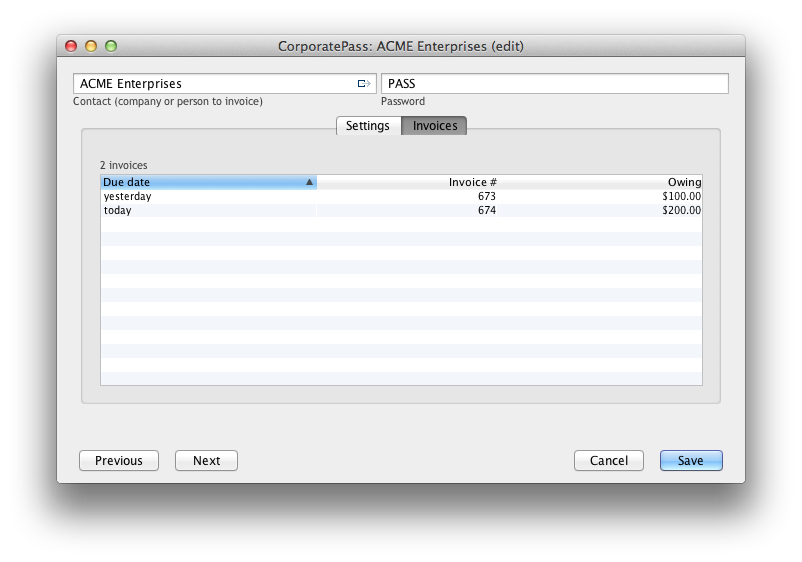 CorporatePass: ACME Enterprises (edit)
ACME Enterprises PASS
Contact (company or person to invoice) Password
Settings Invoices
2 invoices
Due date Invoice # Owing
yesterday 673 $100.00
today 674 $200.00
Previous Next Cancel Save